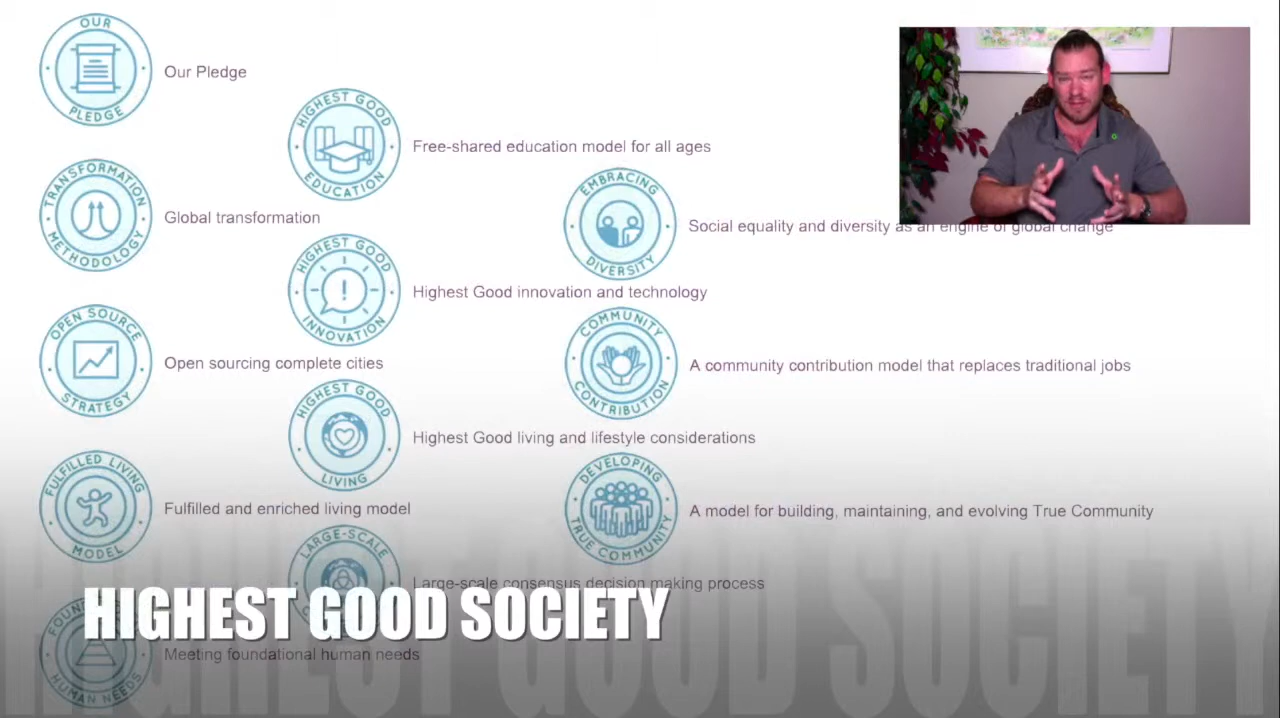 OUR
PLEDGE
Our Pledge
HIGHEST GOOD
EDUCATION
Free-shared education model for all ages
TRANSFORMATION
METHODOLOGY
Global transformation
EMBRACING
DIVERSITY
Social equality and diversity as an engine of global change
HIGHEST GOOD
INNOVATION
Highest Good innovation and technology
OPEN SOURCE
STRATEGY
Open sourcing complete cities
COMMUNITY
CONTRIBUTION
A community contribution model that replaces traditional jobs
HIGHEST GOOD
LIVING
Highest Good living and lifestyle considerations
FULFILLED LIVING
MODEL
Fulfilled and enriched living model
DEVELOPING
TRUE COMMUNITY
A model for building, maintaining, and evolving True Community
LARGE-SCALE
Large-scale consensus decision making process
HIGHEST GOOD SOCIETY
HUMAN NEEDS
Meeting foundational human needs
HIGHEST GOOD SOCIETY